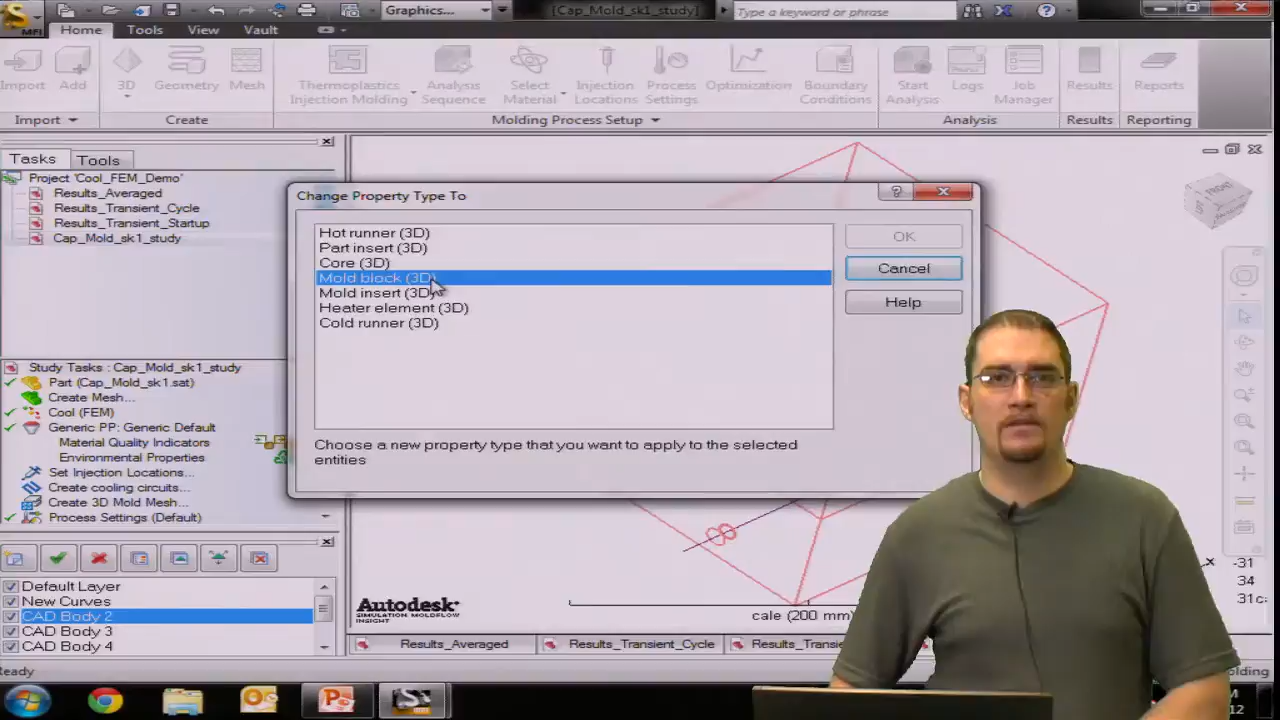 MFI
Graphics...
[Cap_Mold_sk1_study]
Type a keyword or phrase
Home
Tools
View
Vault
Import
Add
3D
Geometry
Mesh
Thermoplastics
Injection Molding
Analysis
Sequence
Select
Material
Injection
Locations
Process
Settings
Optimization
Boundary
Conditions
Start
Analysis
Logs
Job
Manager
Results
Reports
Import
Create
Molding Process Setup
Analysis
Results
Reporting
Tasks
Tools
Project 'Cool_FEM_Demo'
Results_Averaged
Results_Transient_Cycle
Results_Transient_Startup
Cap_Mold_sk1_study
FRONT
Change Property Type To
Hot runner (3D)
Part insert (3D)
Core (3D)
Mold block (3D)
Mold insert (3D)
Heater element (3D)
Cold runner (3D)
OK
Cancel
Help
Choose a new property type that you want to apply to the selected
entities
Study Tasks : Cap_Mold_sk1_study
Part (Cap_Mold_sk1.sat)
Create Mesh...
Cool (FEM)
Generic PP: Generic Default
Material Quality Indicators
Environmental Properties
Set Injection Locations...
Create cooling circuits...
Create 3D Mold Mesh...
Process Settings (Default)
Default Layer
New Curves
CAD Body 2
CAD Body 3
CAD Body 4
Autodesk
SIMULATION MOLDFLOW
INSIGHT
cale (200 mm)
-31
34
Results_Averaged
Results_Transient_Cycle
Results_Transie
eady